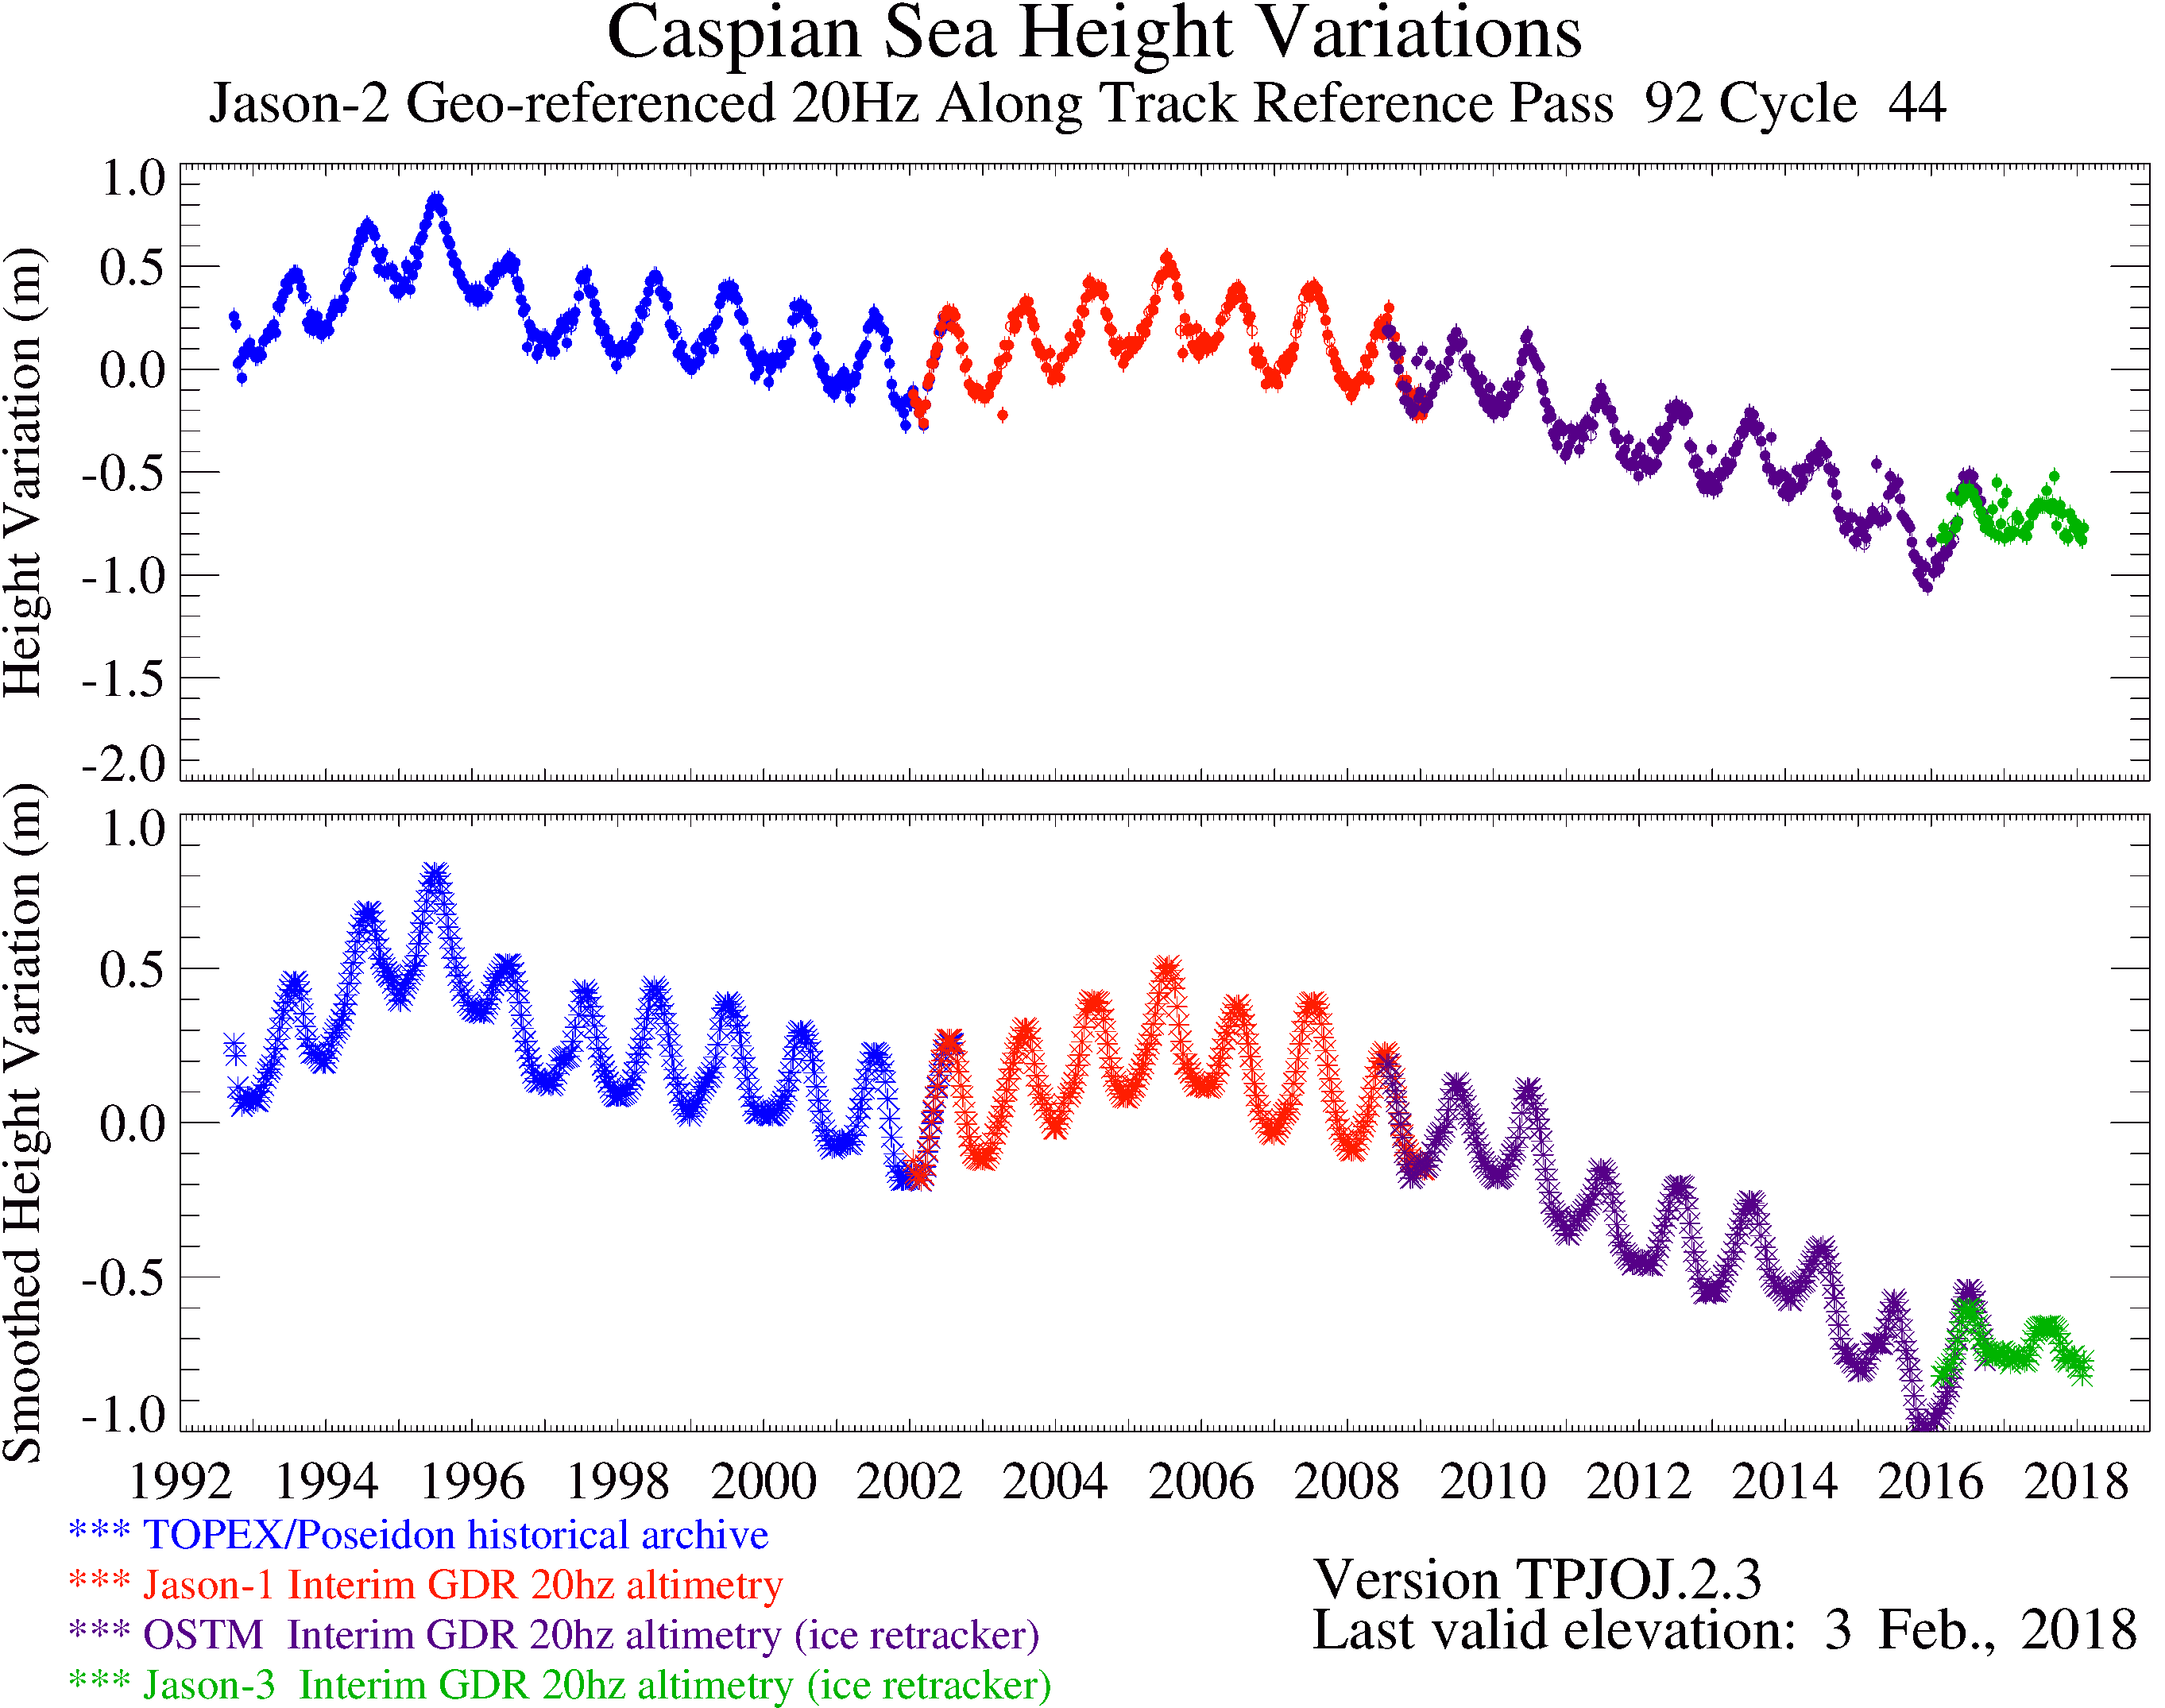 Caspian Sea Height Variations
Jason-2 Geo-referenced 20Hz Along Track Reference Pass 92 Cycle 44
Height Variation (m)
1.0
0.5
0.0
-0.5
-1.0
-1.5
-2.0
Smoothed Height Variation (m)
1.0
0.5
0.0
-0.5
-1.0
1992 1994 1996 1998 2000 2002 2004 2006 2008 2010 2012 2014 2016 2018
*** TOPEX/Poseidon historical archive
*** Jason-1 Interim GDR 20hz altimetry
*** OSTM Interim GDR 20hz altimetry (ice retracker)
*** Jason-3 Interim GDR 20hz altimetry (ice retracker)
Version TPJOJ.2.3
Last valid elevation: 3 Feb., 2018